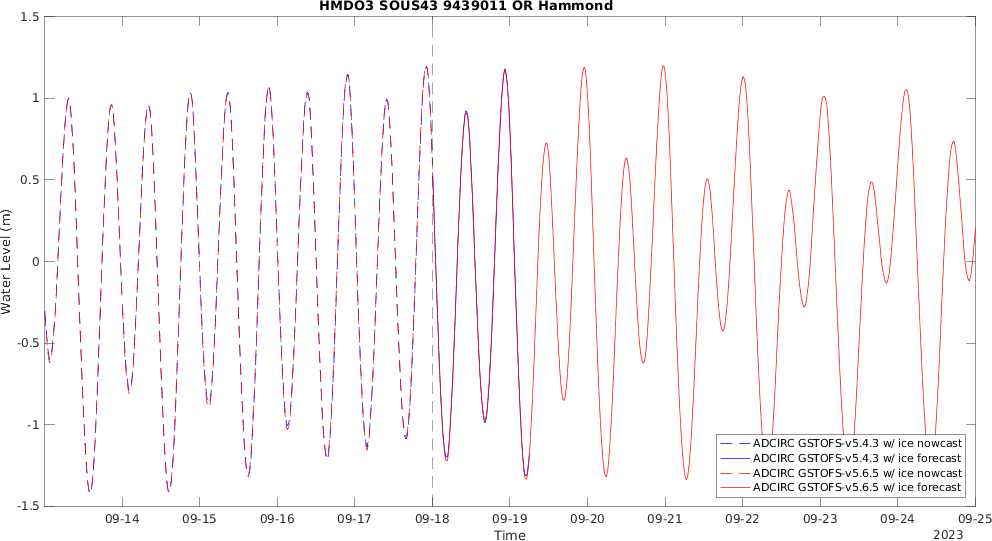 HMDO3 SOUS43 9439011 OR Hammond
1.5
1
0.5
0
-0.5
-1
-1.5
Water Level (m)
ADCIRC GSTOFS-v5.4.3 w/ ice nowcast
ADCIRC GSTOFS-v5.4.3 w/ ice forecast
ADCIRC GSTOFS-v5.6.5 w/ ice nowcast
ADCIRC GSTOFS-v5.6.5 w/ ice forecast
09-14 09-15 09-16 09-17 09-18 09-19 09-20 09-21 09-22 09-23 09-24 09-25
Time
2023